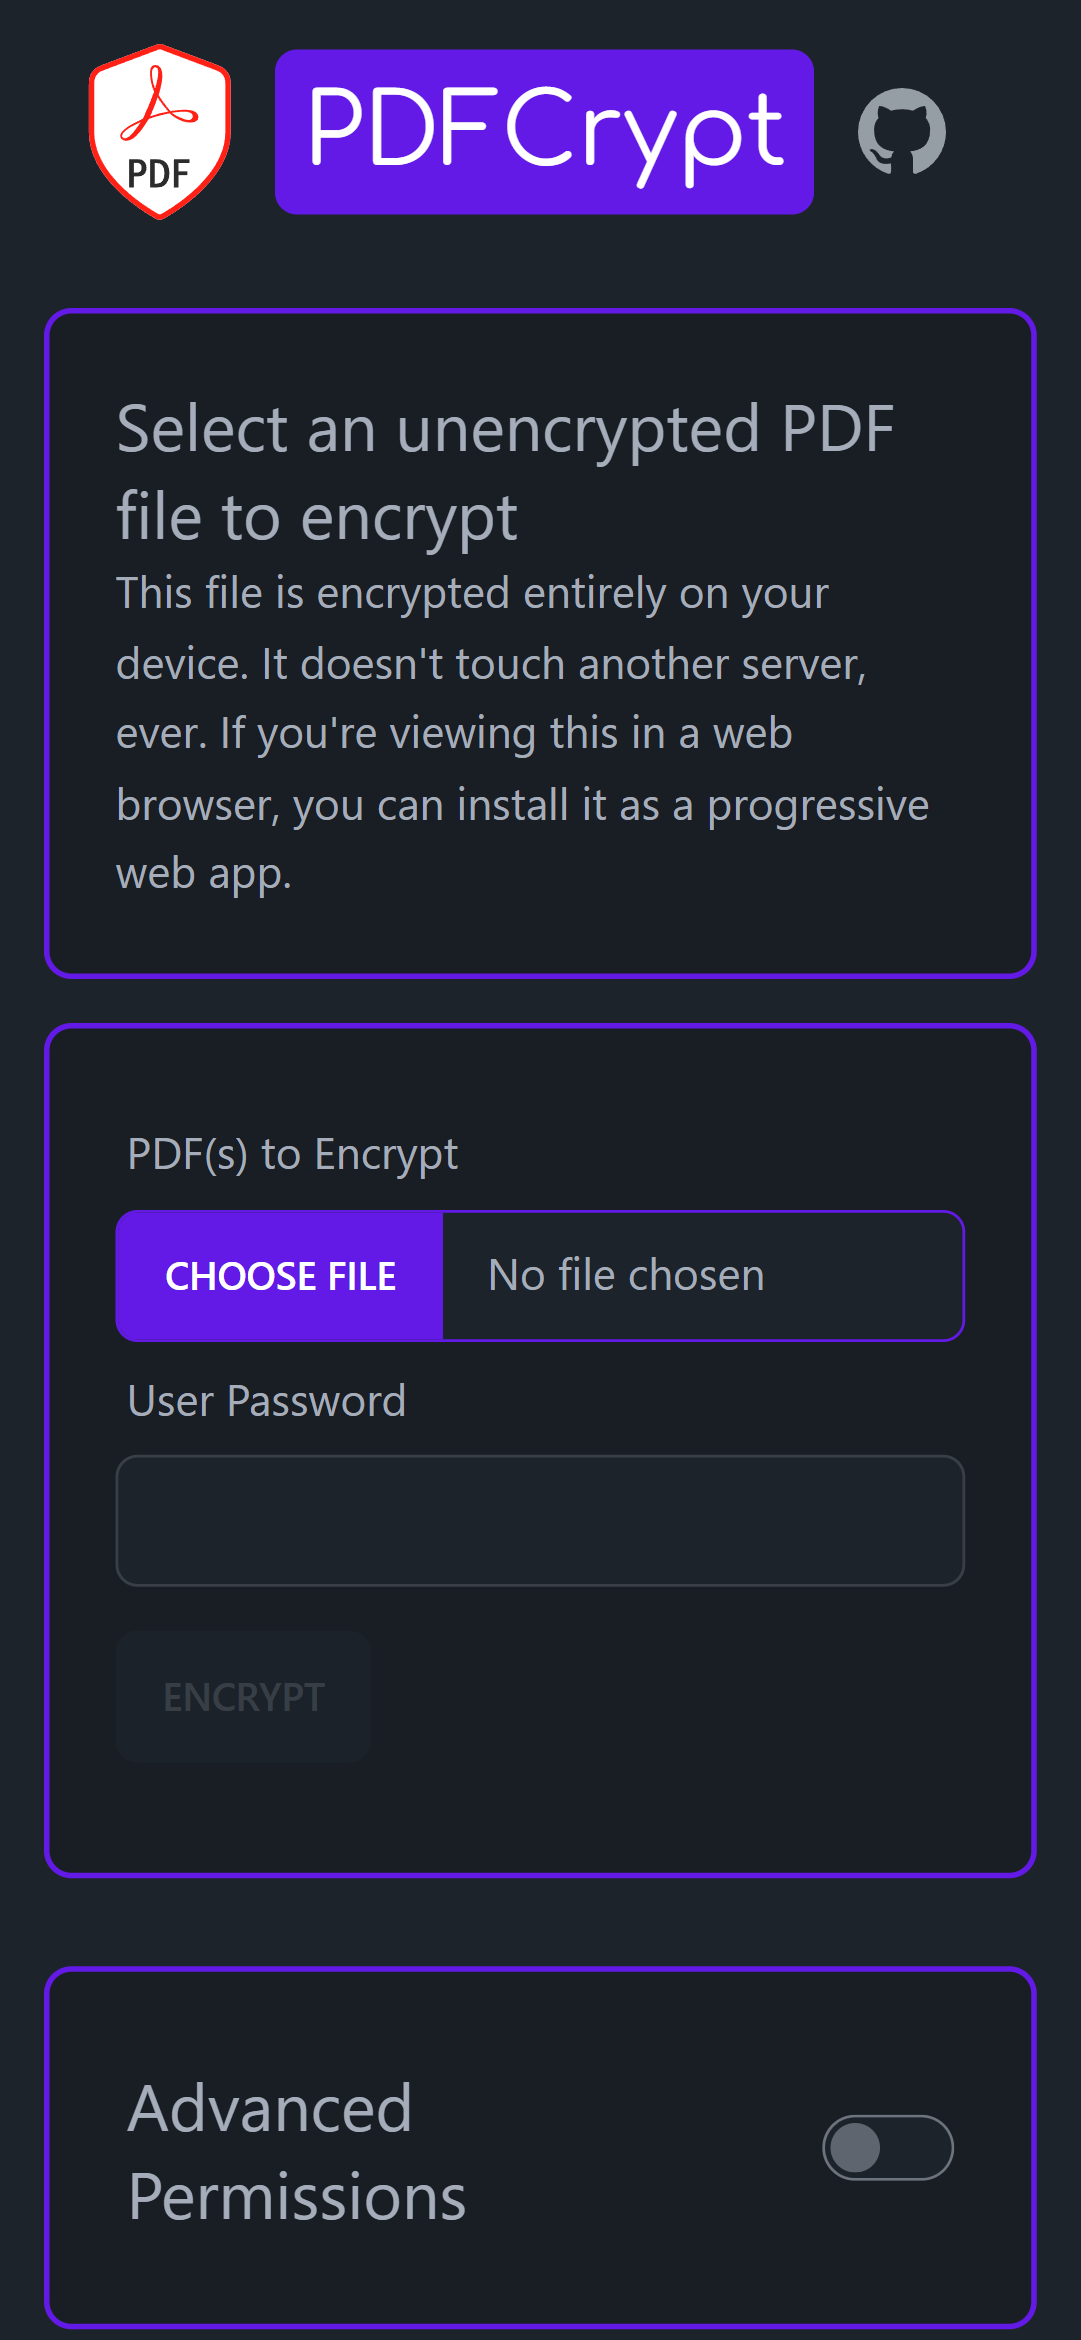 PDF
PDFCrypt
Select an unencrypted PDF
file to encrypt
This file is encrypted entirely on your
device. It doesn't touch another server,
ever. If you're viewing this in a web
browser, you can install it as a progressive
web app.
PDF(s) to Encrypt
CHOOSE FILE No file chosen
User Password
ENCRYPT
Advanced
Permissions